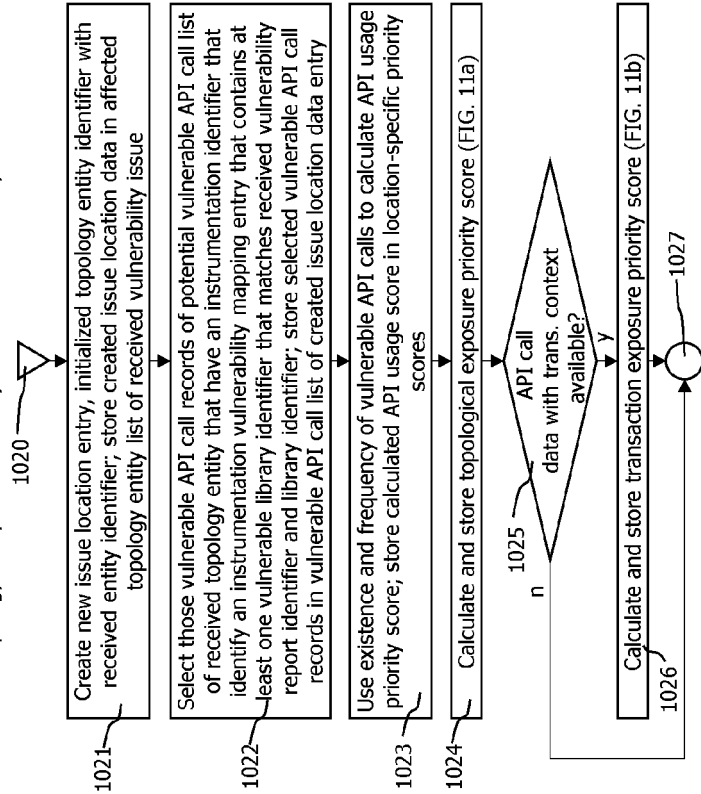 1020
1021
Create new issue location entry, initialized topology entity identifier with
received entity identifier; store created issue location data in affected
topology entity list of received vulnerability issue
1022
Select those vulnerable API call records of potential vulnerable API call list
of received topology entity that have an instrumentation identifier that
identify an instrumentation vulnerability mapping entry that contains at
least one vulnerable library identifier that matches received vulnerability
report identifier and library identifier; store selected vulnerable API call
records in vulnerable API call list of created issue location data entry
1023
Use existence and frequency of vulnerable API calls to calculate API usage
priority score; store calculated API usage score in location-specific priority
scores
1024
Calculate and store topological exposure priority score (FIG. 11a)
1025
API call
data with trans. context
available?
n
y
Calculate and store transaction exposure priority score (FIG. 11b)
1026
1027